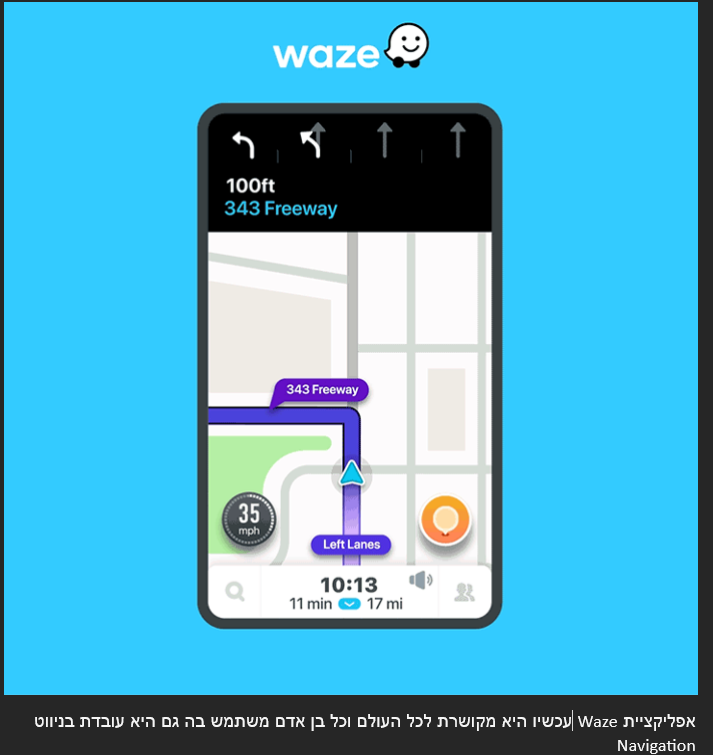 waze
100ft
343 Freeway
343 Freeway
35
mph
Left Lanes
10:13
11 min 17 mi
אפליקציית Waze עכשיו היא מקושרת לכל העולם וכל בן אדם משתמש בה גם היא עובדת בניווט
Navigation